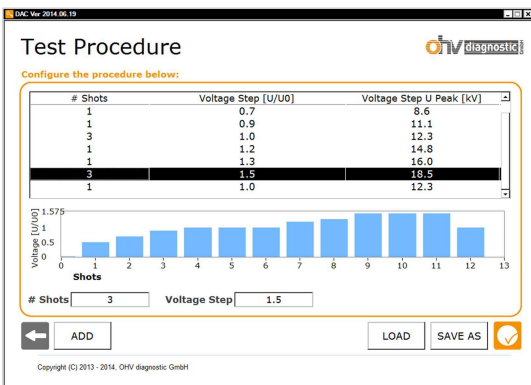 DAC Ver 2014.06.19
Test Procedure
ohv diagnostic
Configure the procedure below:
# Shots Voltage Step [U/U0] Voltage Step U Peak [kV]
1 0.7 8.6
1 0.9 11.1
3 1.0 12.3
1 1.2 14.8
1 1.3 16.0
3 1.5 18.5
1 1.0 12.3
Voltage [U/U0]
1.575
1
0.5
0
0 1 2 3 4 5 6 7 8 9 10 11 12 13
Shots
# Shots 3 Voltage Step 1.5
ADD LOAD SAVE AS
Copyright (C) 2013 - 2014, OHV diagnostic GmbH